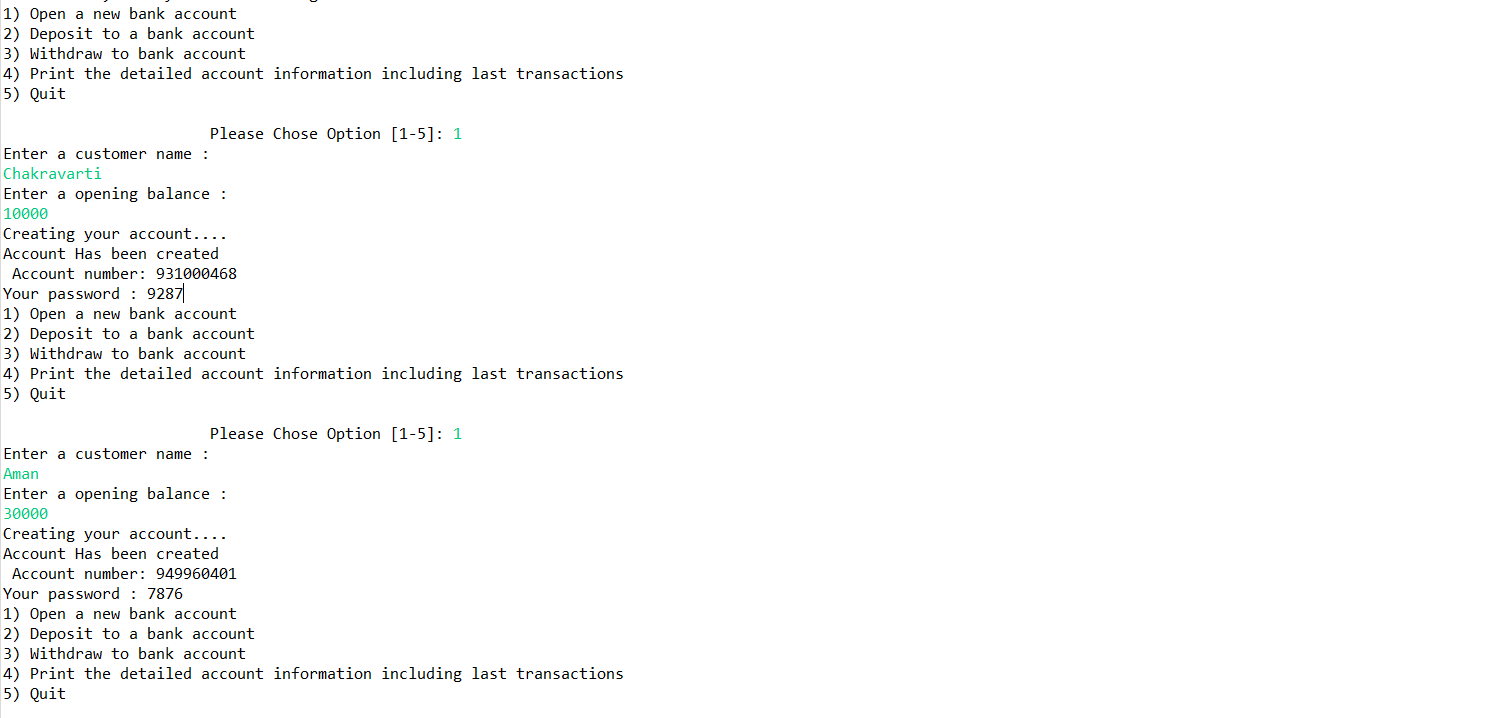 1) Open a new bank account
2) Deposit to a bank account
3) Withdraw to bank account
4) Print the detailed account information including last transactions
5) Quit
Please Chose Option [1-5]: 1
Enter a customer name :
Chakravarti
Enter a opening balance :
10000
Creating your account....
Account Has been created
Account number: 931000468
Your password : 9287
1) Open a new bank account
2) Deposit to a bank account
3) Withdraw to bank account
4) Print the detailed account information including last transactions
5) Quit
Please Chose Option [1-5]: 1
Enter a customer name :
Aman
Enter a opening balance :
30000
Creating your account....
Account Has been created
Account number: 949960401
Your password : 7876
1) Open a new bank account
2) Deposit to a bank account
3) Withdraw to bank account
4) Print the detailed account information including last transactions
5) Quit